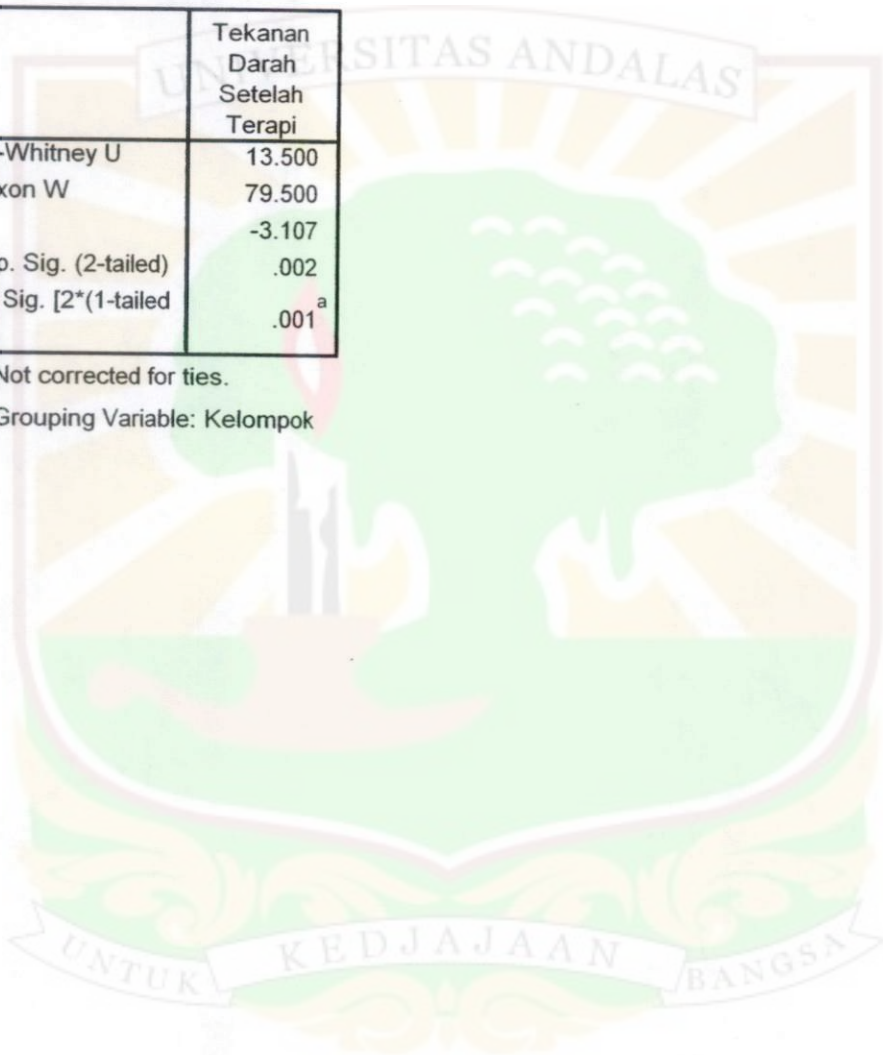 Tekanan
Darah
Setelah
Terapi
-Whitney U 13.500
xon W 79.500
-3.107
o. Sig. (2-tailed) .002
Sig. [2*(1-tailed
.001 a
Not corrected for ties.
Grouping Variable: Kelompok
UNIVERSITAS ANDALAS
UNTUK KEDJAJAAN BANGSA